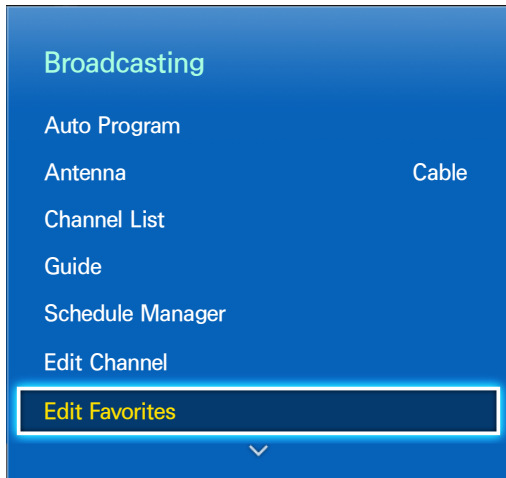 Broadcasting
Auto Program
Antenna Cable
Channel List
Guide
Schedule Manager
Edit Channel
Edit Favorites